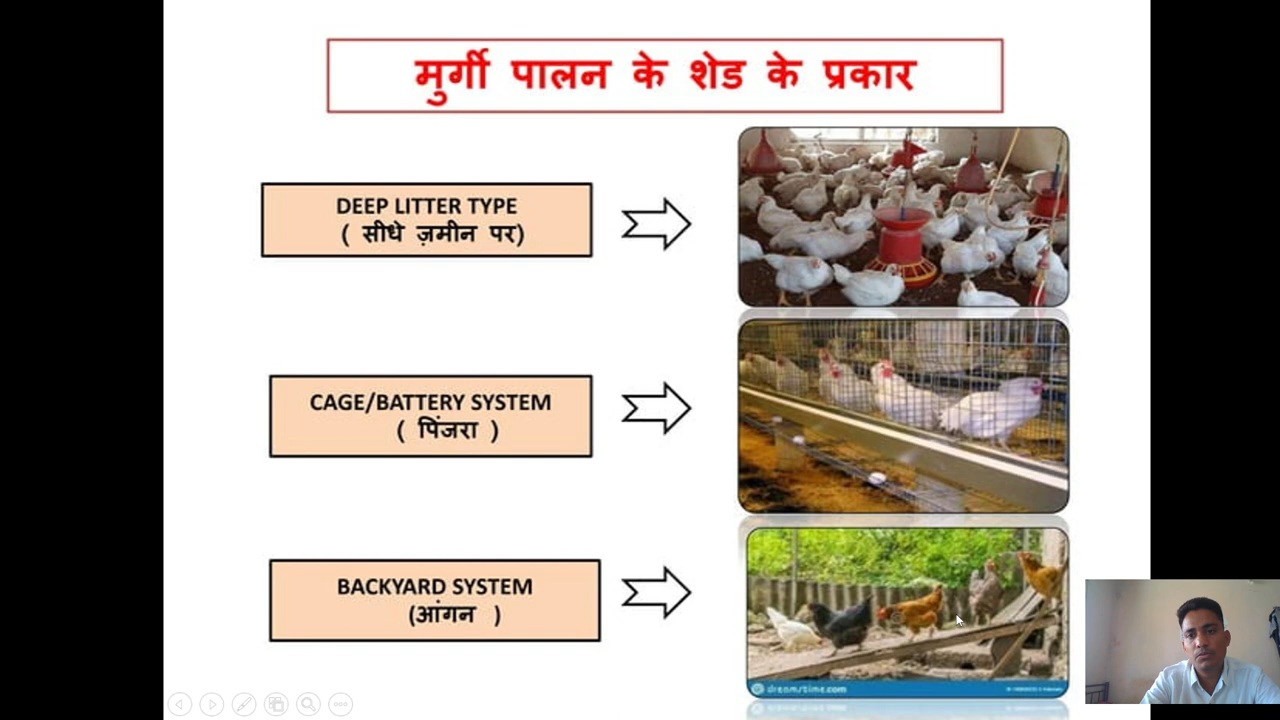 मुर्गी पालन के शेड के प्रकार
DEEP LITTER TYPE
( सीधे ज़मीन पर)
CAGE/BATTERY SYSTEM
( पिंजरा )
BACKYARD SYSTEM
(आंगन )
dreamstime.com